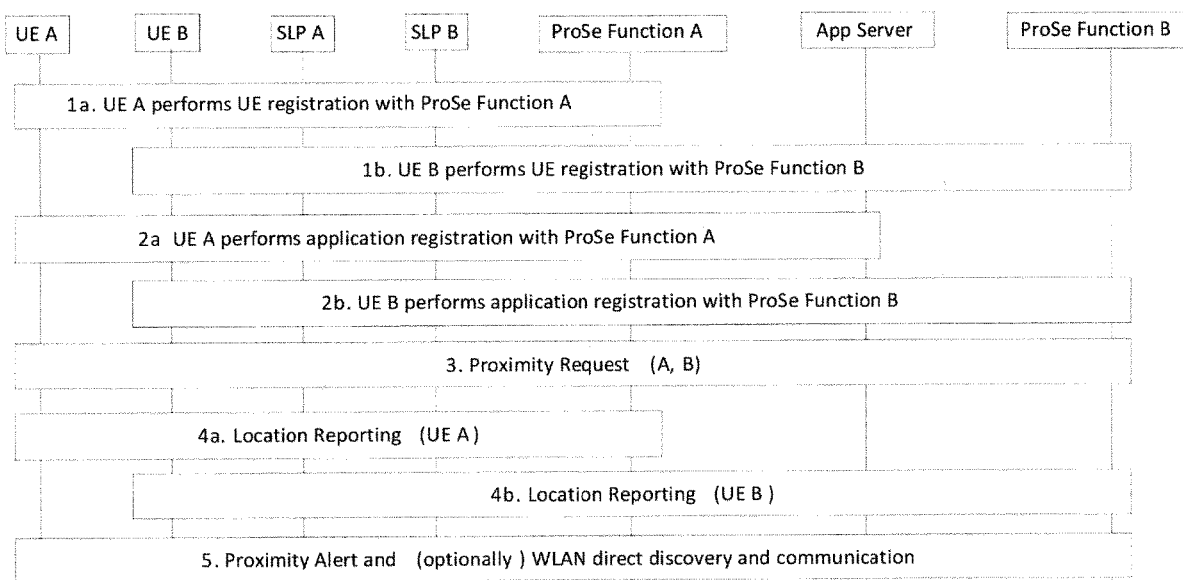 UE A UE B SLP A SLP B ProSe Function A App Server ProSe Function B
1a. UE A performs UE registration with ProSe Function A
1b. UE B performs UE registration with ProSe Function B
2a UE A performs application registration with ProSe Function A
2b. UE B performs application registration with ProSe Function B
3. Proximity Request (A, B)
4a. Location Reporting (UE A)
4b. Location Reporting (UE B )
5. Proximity Alert and (optionally ) WLAN direct discovery and communication